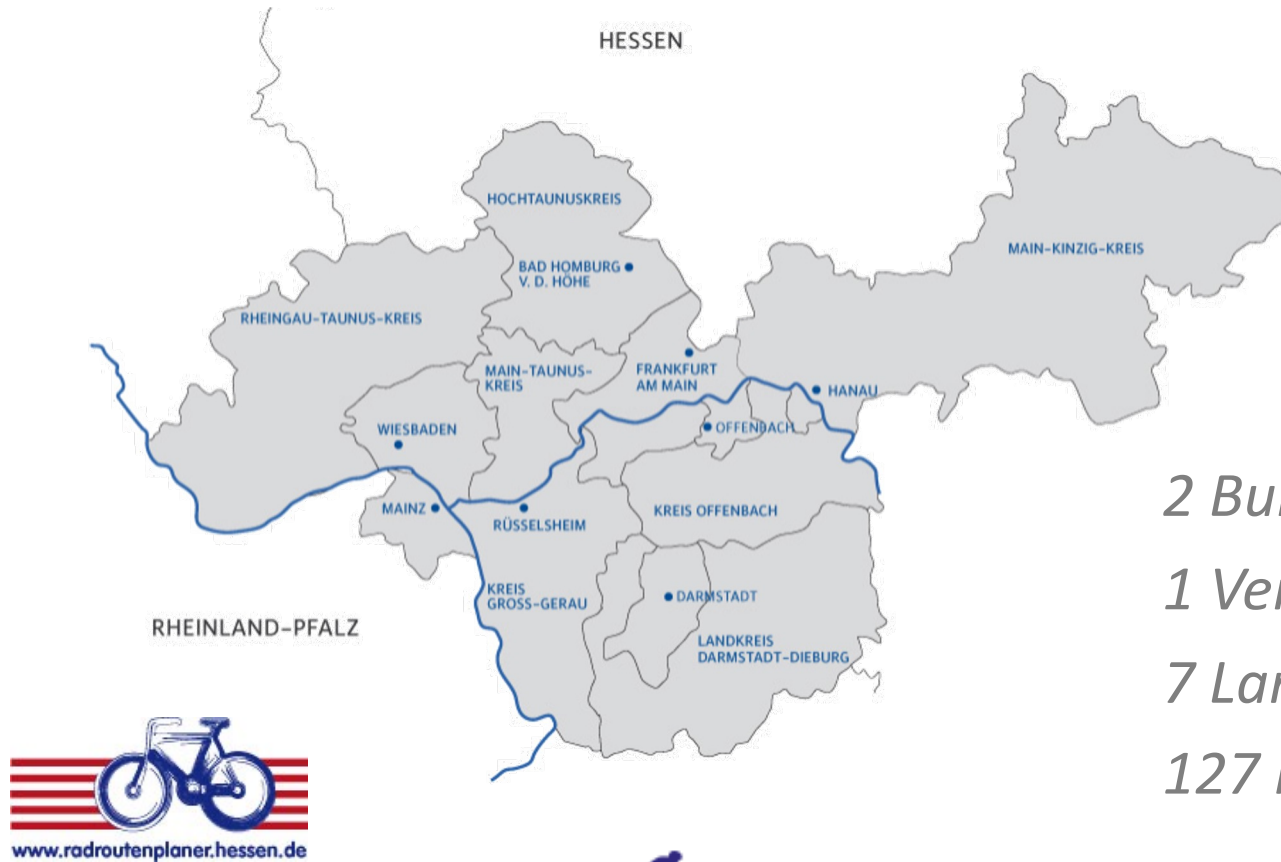 HESSEN
HOCHTAUNUSKREIS
MAIN-KINZIG-KREIS
BAD HOMBURG
V. D. HÖHE
RHEINGAU-TAUNUS-KREIS
MAIN-TAUNUS-
KREIS
FRANKFURT
AM MAIN
HANAU
WIESBADEN
OFFENBACH
MAINZ
RÜSSELSHEIM
KREIS OFFENBACH
KREIS
GROSS-GERAU
DARMSTADT
RHEINLAND-PFALZ
LANDKREIS
DARMSTADT-DIEBURG
2
1
7
127
www.radroutenplaner.hessen.de